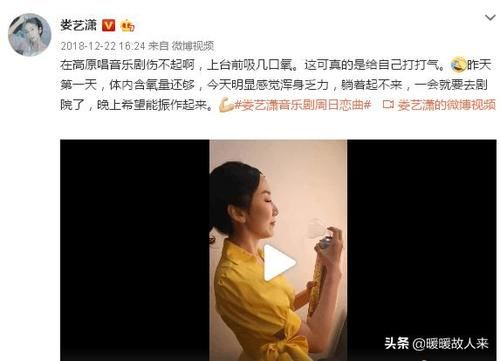 娄艺潇
2018-12-22 16:24 来自 微博视频
在高原唱音乐剧伤不起啊，上台前吸几口氧。这可真的是给自己打打气。昨天
第一天，体内含氧量还够，今天明显感觉浑身乏力，躺着起不来，一会就要去剧
院了，晚上希望能振作起来。#娄艺潇音乐剧周日恋曲# 娄艺潇的微博视频
头条 @暖暖故人来